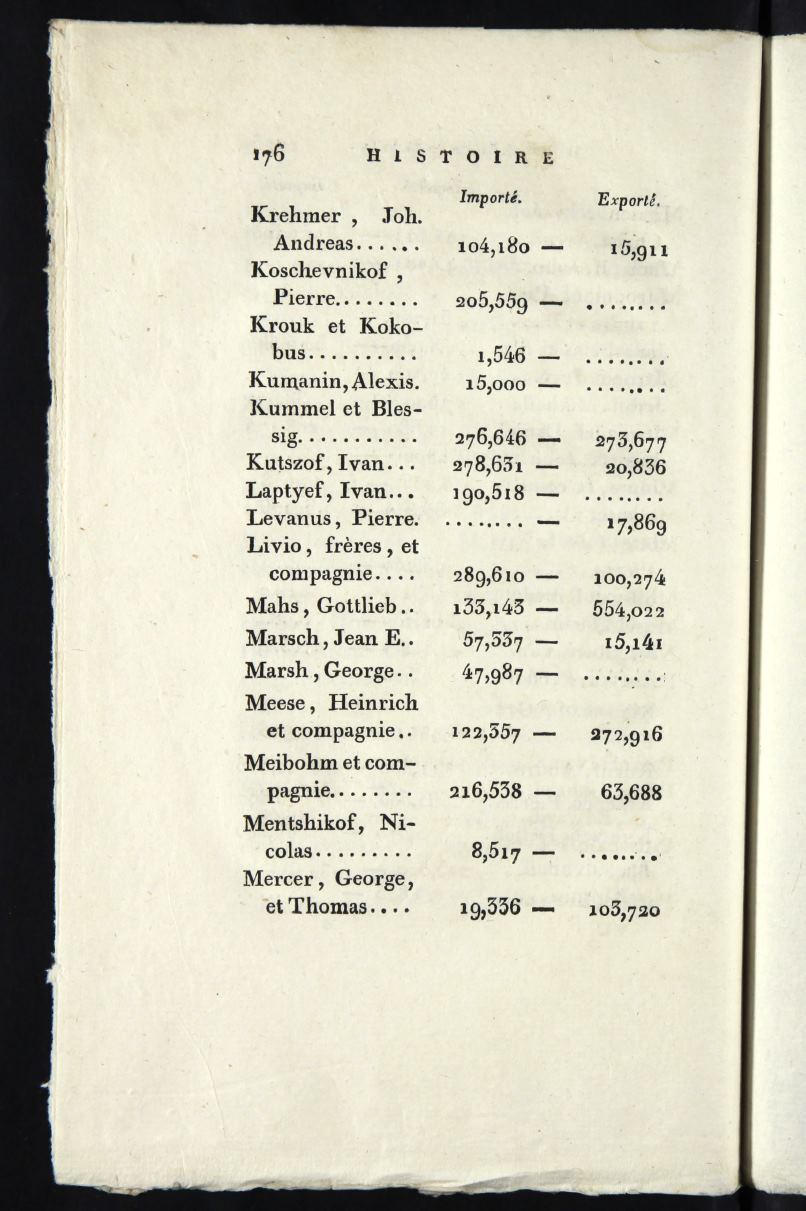 176 HISTOIRE
Importé. Exporté.
Krehmer , Joh.
Andreas...... 104,180 — 15,911
Koschevnikof ,
Pierre........ 205,559 — ........
Krouk et Koko-
bus.......... 1,546 — ........
Kumanin, Alexis. 15,000 — ........
Kummel et Bles-
sig........... 276,646 — 273,677
Kutszof, Ivan... 278,631 — 20,836
Laptyef, Ivan... 190,518 — ........
Levanus, Pierre. ........ — 17,869
Livio, frères, et
compagnie.... 289,610 — 100,274
Mahs, Gottlieb.. 133,143 — 554,022
Marsch, Jean E.. 57,337 — 15,141
Marsh, George.. 47,987 — ........
Meese, Heinrich
et compagnie.. 122,357 — 272,916
Meibohm et com-
pagnie........ 216,538 — 63,688
Mentshikof, Ni-
colas......... 8,517 — ........
Mercer, George,
et Thomas.... 19,336 — 103,720